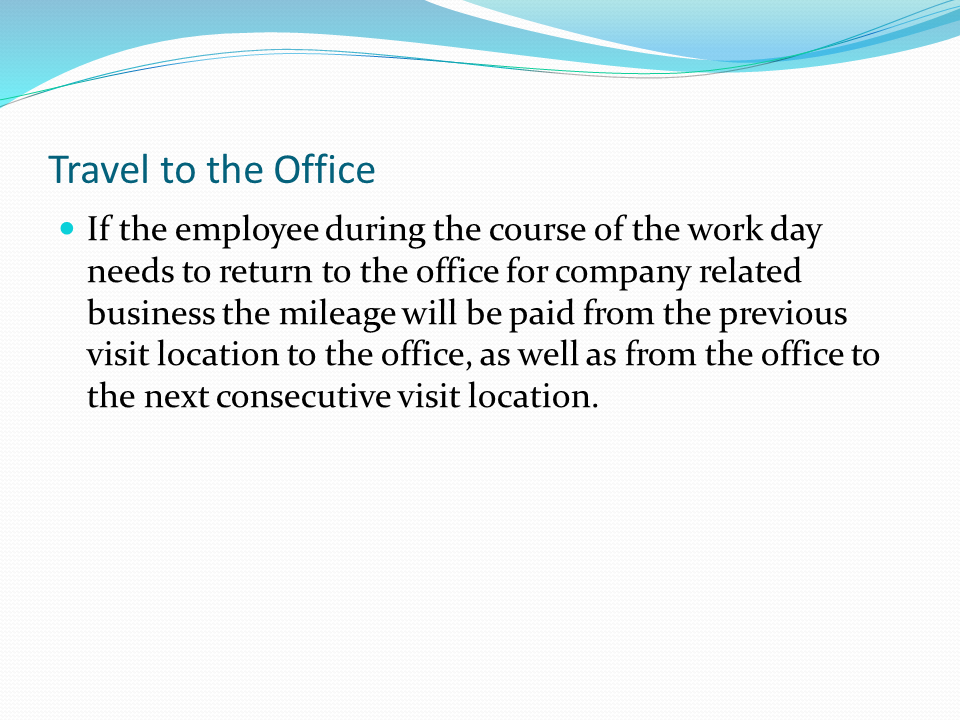 Travel to the Office
If the employee during the course of the work day
needs to return to the office for company related
business the mileage will be paid from the previous
visit location to the office, as well as from the office to
the next consecutive visit location.